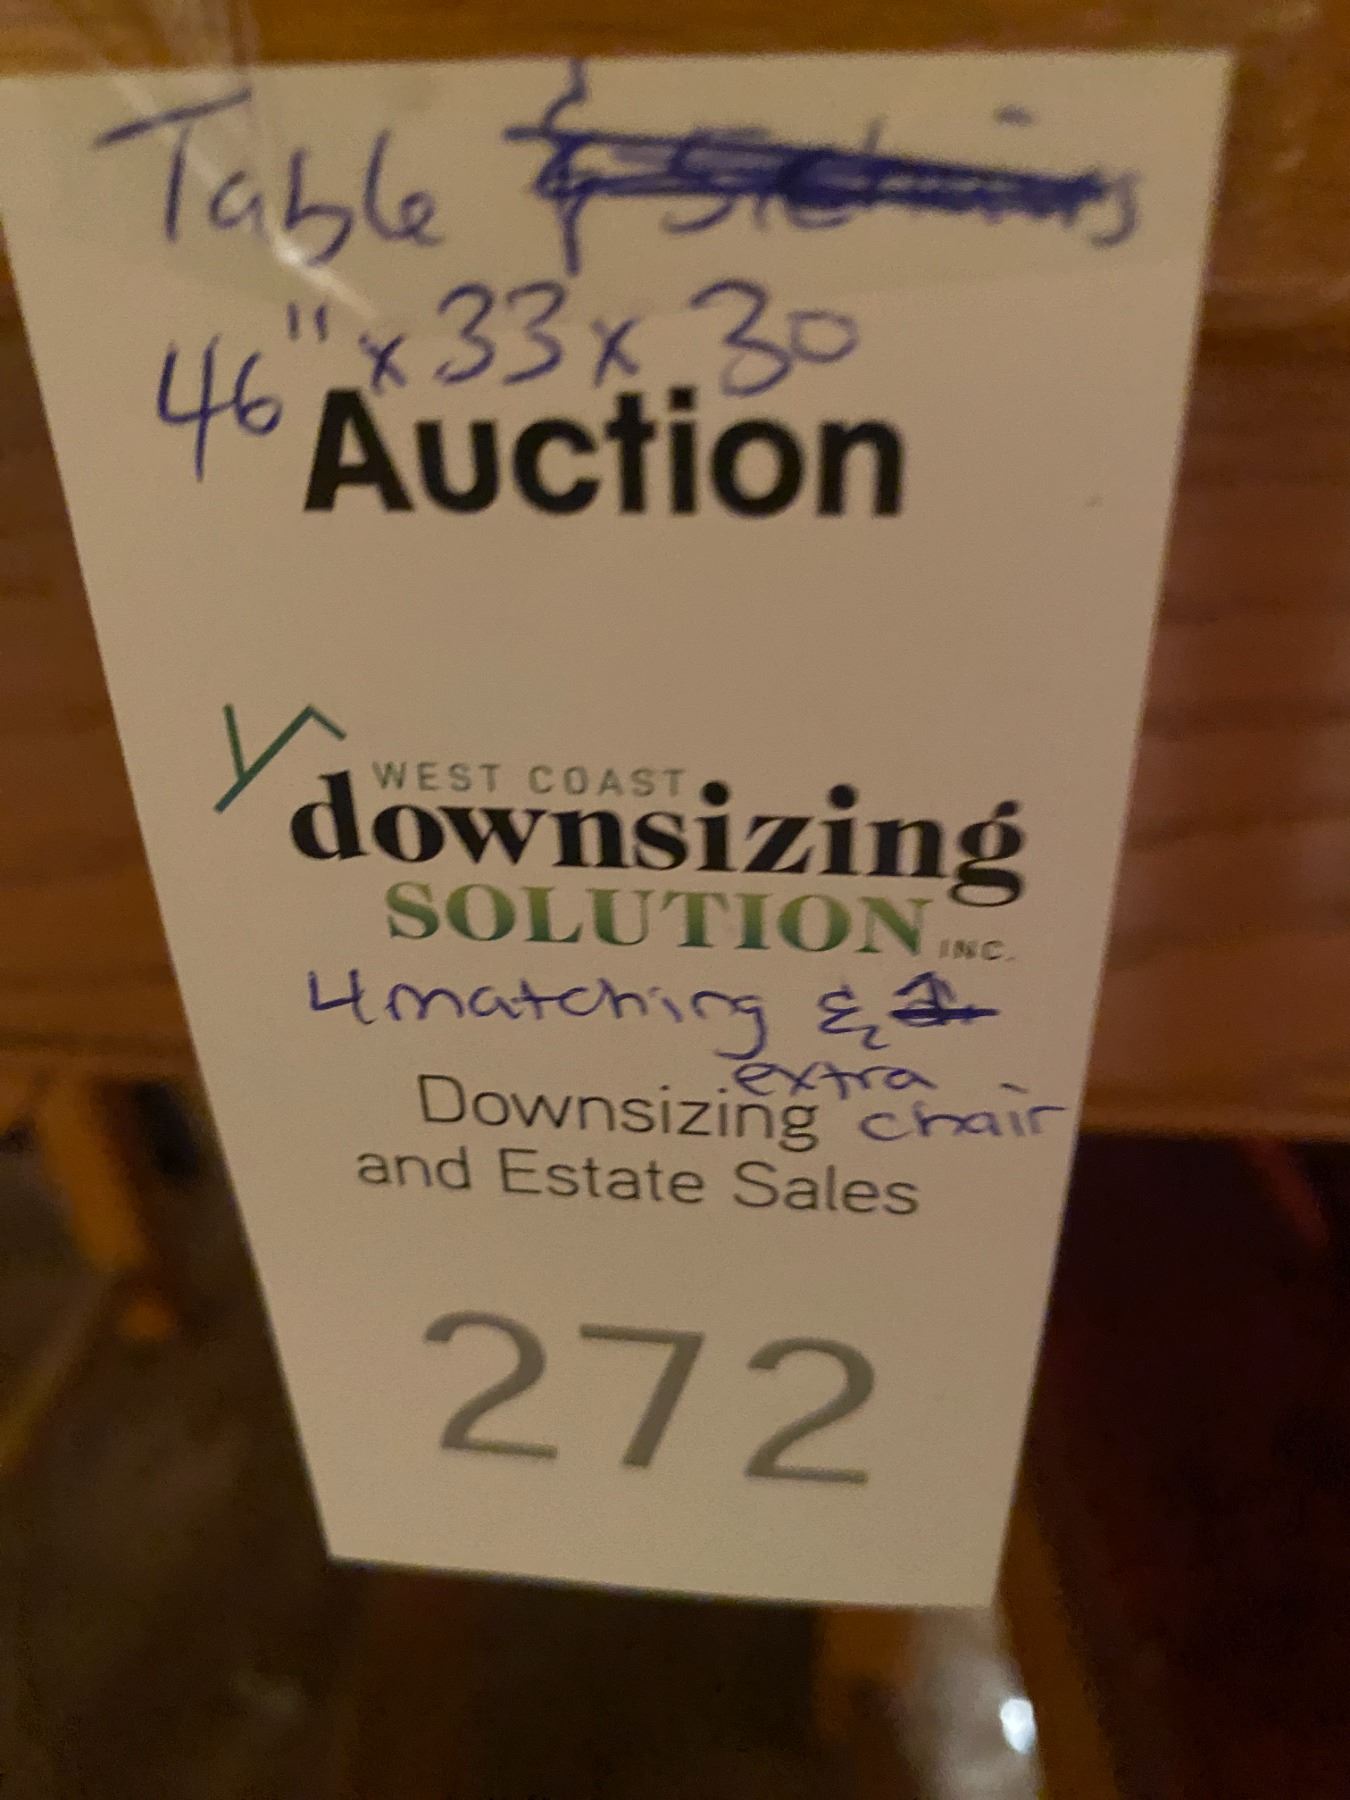 Table &
46" x 33 x 30
Auction
WEST COAST
downsizing
SOLUTION INC.
4 matching &
extra
Downsizing chair
and Estate Sales
272